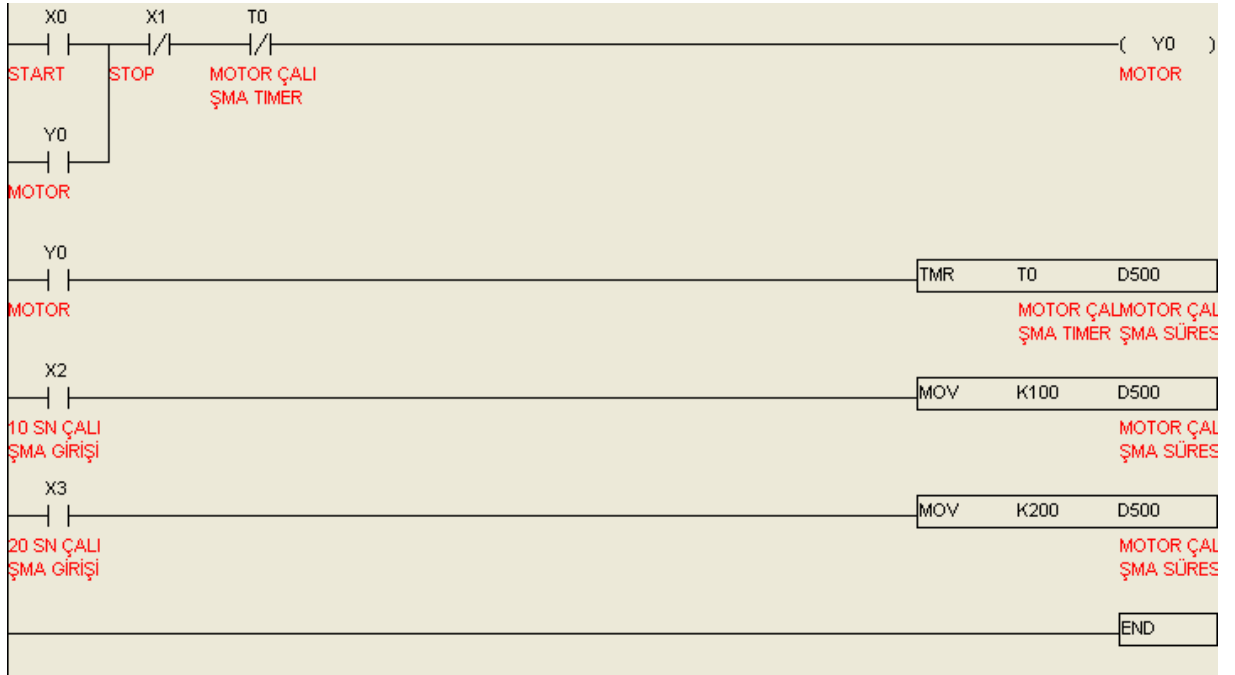 X0 X1 T0
( Y0 )
START STOP MOTOR ÇALI MOTOR
ŞMA TIMER
Y0
MOTOR
Y0
TMR T0 D500
MOTOR MOTOR ÇALMOTOR ÇAL
ŞMA TIMER ŞMA SÜRES
X2
MOV K100 D500
10 SN ÇALI MOTOR ÇAL
ŞMA GİRİŞİ ŞMA SÜRES
X3
MOV K200 D500
20 SN ÇALI MOTOR ÇAL
ŞMA GİRİŞİ ŞMA SÜRES
END